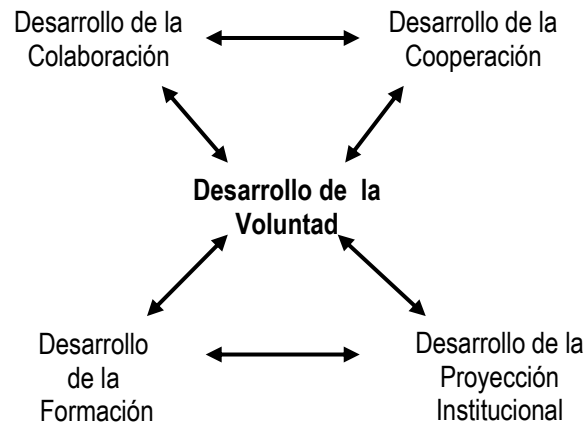 Desarrollo de la
Colaboración
Desarrollo de la
Cooperación
Desarrollo de la
Voluntad
Desarrollo
de la
Formación
Desarrollo de la
Proyección
Institucional